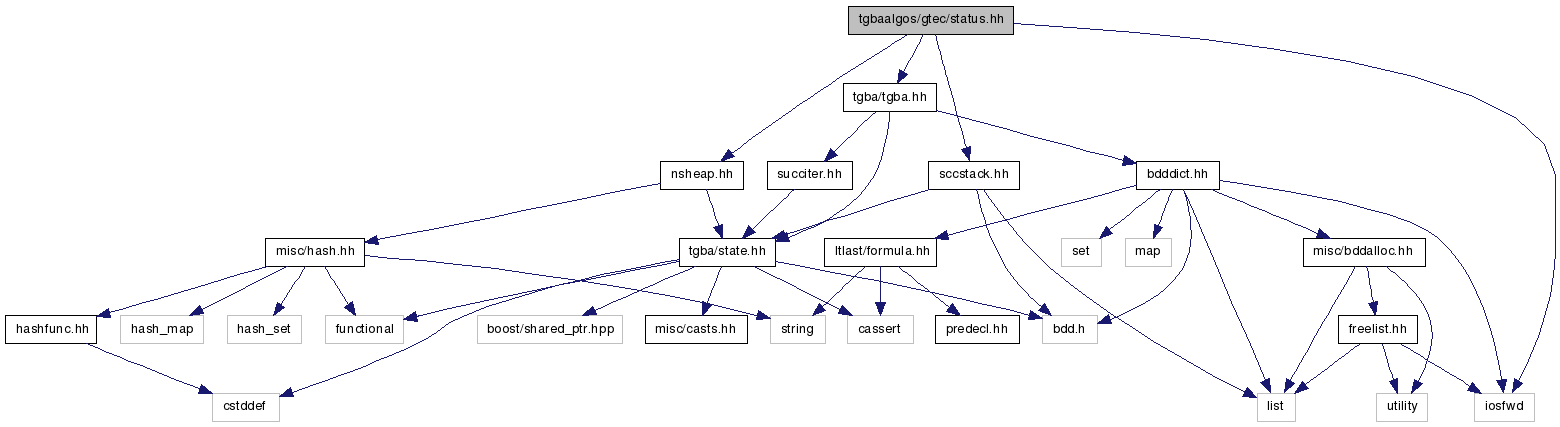 tgbaalgos/gtec/status.hh
tgba/tgba.hh
nsheap.hh
succiter.hh
sccstack.hh
bdddict.hh
misc/hash.hh
tgba/state.hh
ltlast/formula.hh
set
map
misc/bddalloc.hh
hashfunc.hh
hash_map
hash_set
functional
boost/shared_ptr.hpp
misc/casts.hh
string
cassert
predecl.hh
bdd.h
freelist.hh
cstddef
list
utility
iosfwd